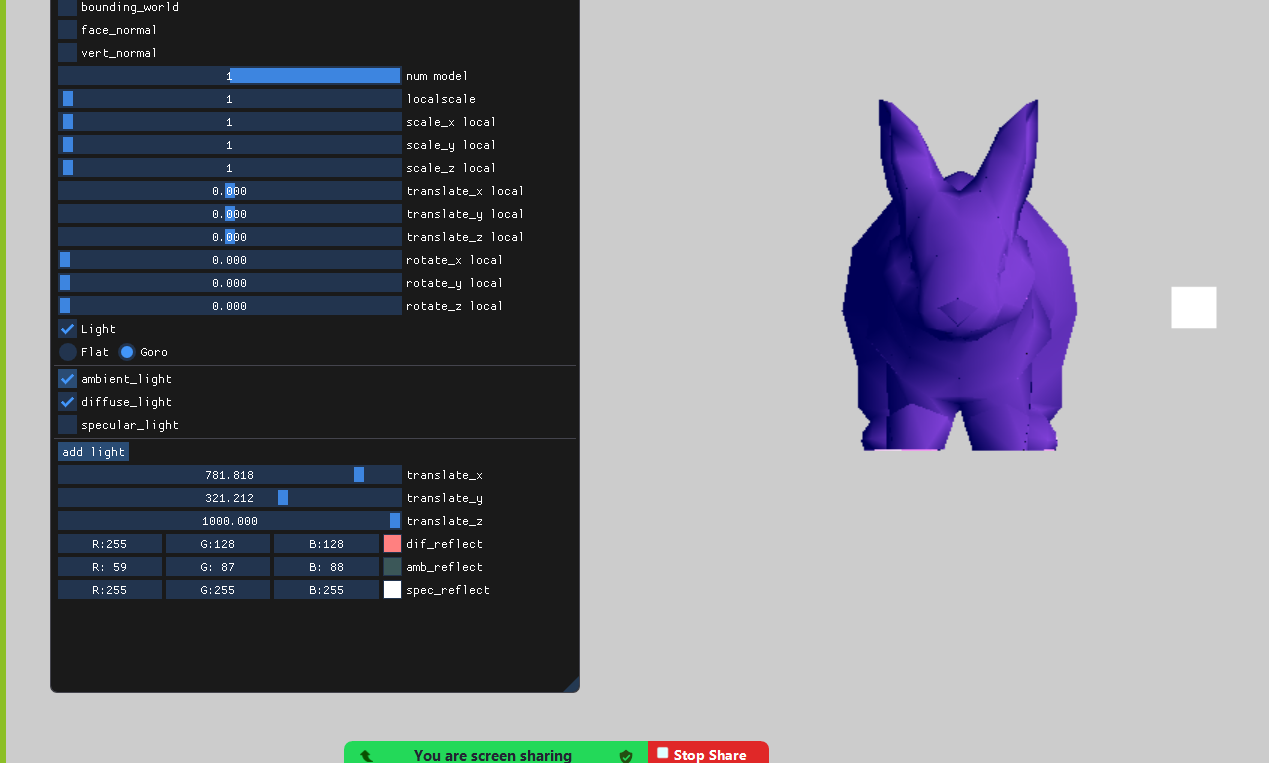 bounding_world
face_normal
vert_normal
1 num model
1 localscale
1 scale_x local
1 scale_y local
1 scale_z local
0.000 translate_x local
0.000 translate_y local
0.000 translate_z local
0.000 rotate_x local
0.000 rotate_y local
0.000 rotate_z local
Light
Flat Goro
ambient_light
diffuse_light
specular_light
add light
781.818 translate_x
321.212 translate_y
1000.000 translate_z
R:255 G:128 B:128 dif_reflect
R: 59 G: 87 B: 88 amb_reflect
R:255 G:255 B:255 spec_reflect
You are screen sharing Stop Share